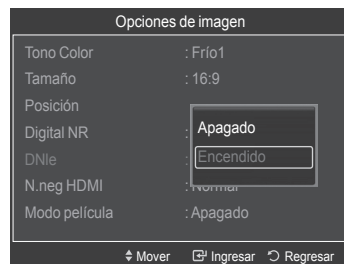 Opciones de imagen
Tono Color : Frío1
Tamaño : 16:9
Posición
Digital NR : Apagado
DNIe : Encendido
N.neg HDMI : Normal
Modo película : Apagado
Mover Ingresar Regresar